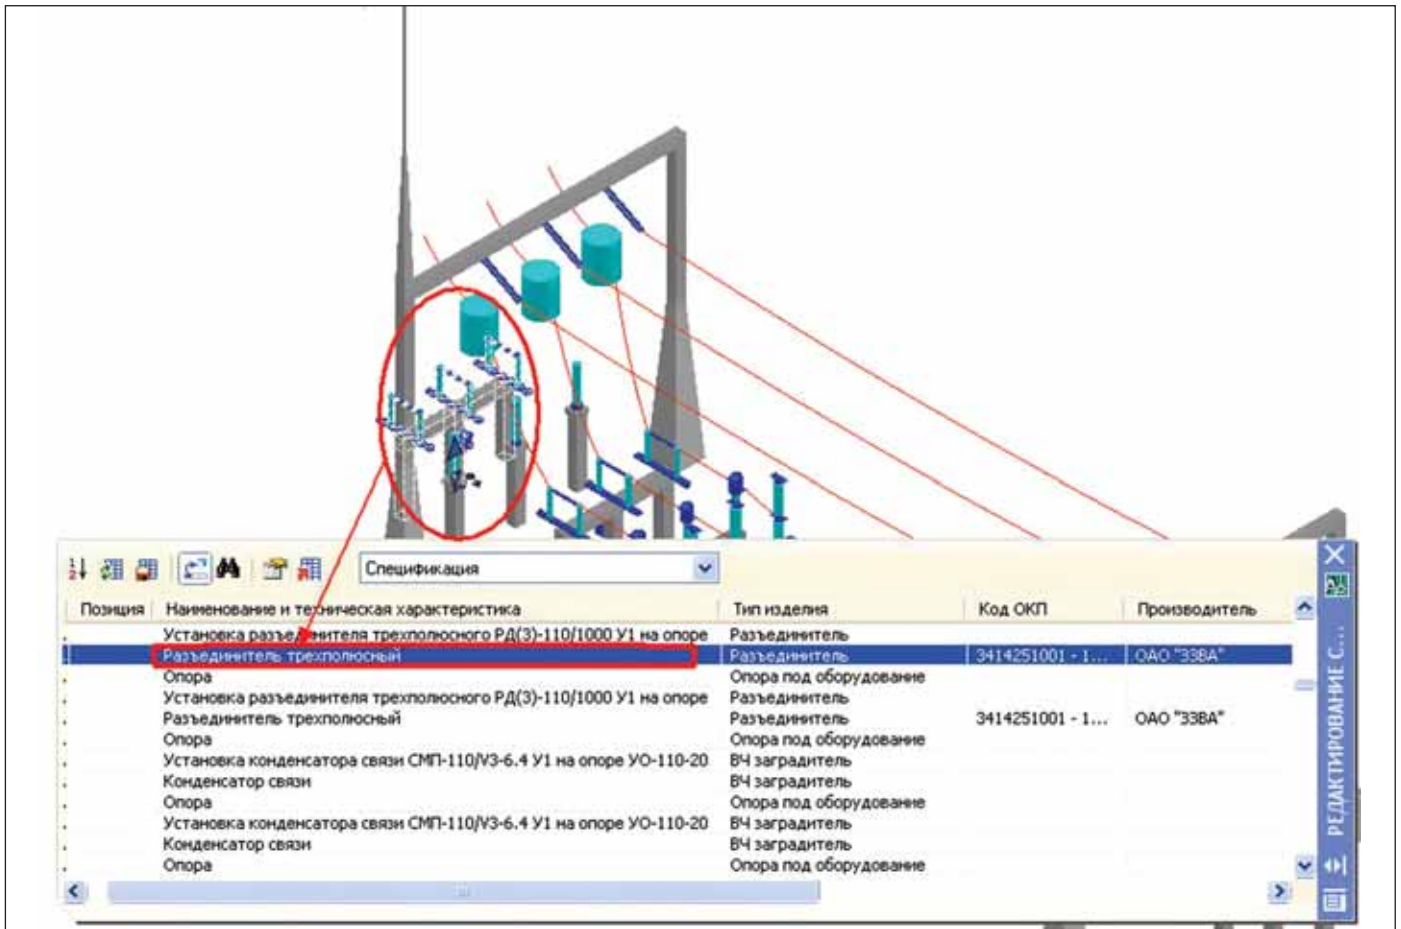 Спецификация
Позиция Наименование и техническая характеристика Тип изделия Код ОКП Производитель
Установка разъединителя трехполюсного РД(З)-110/1000 У1 на опоре Разъединитель
Разъединитель трехполюсный Разъединитель 3414251001 - 1... ОАО "ЗЗВА"
Опора Опора под оборудование
Установка разъединителя трехполюсного РД(З)-110/1000 У1 на опоре Разъединитель
Разъединитель трехполюсный Разъединитель 3414251001 - 1... ОАО "ЗЗВА"
Опора Опора под оборудование
Установка конденсатора связи СМП-110/√3-6.4 У1 на опоре УО-110-20 ВЧ заградитель
Конденсатор связи ВЧ заградитель
Опора Опора под оборудование
Установка конденсатора связи СМП-110/√3-6.4 У1 на опоре УО-110-20 ВЧ заградитель
Конденсатор связи ВЧ заградитель
Опора Опора под оборудование
РЕДАКТИРОВАНИЕ С...